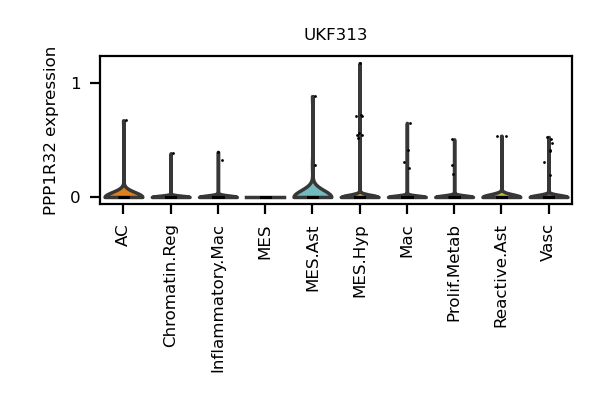 UKF313
PPP1R32 expression
1
0
AC
Chromatin.Reg
Inflammatory.Mac
MES
MES.Ast
MES.Hyp
Mac
Prolif.Metab
Reactive.Ast
Vasc